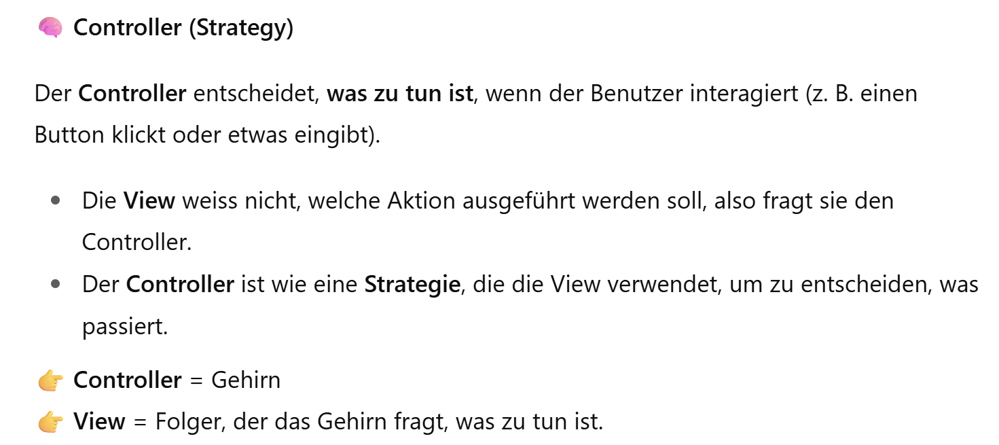 🧠 Controller (Strategy)
Der Controller entscheidet, was zu tun ist, wenn der Benutzer interagiert (z. B. einen
Button klickt oder etwas eingibt).
• Die View weiss nicht, welche Aktion ausgeführt werden soll, also fragt sie den
Controller.
• Der Controller ist wie eine Strategie, die die View verwendet, um zu entscheiden, was
passiert.
👉 Controller = Gehirn
👉 View = Folger, der das Gehirn fragt, was zu tun ist.